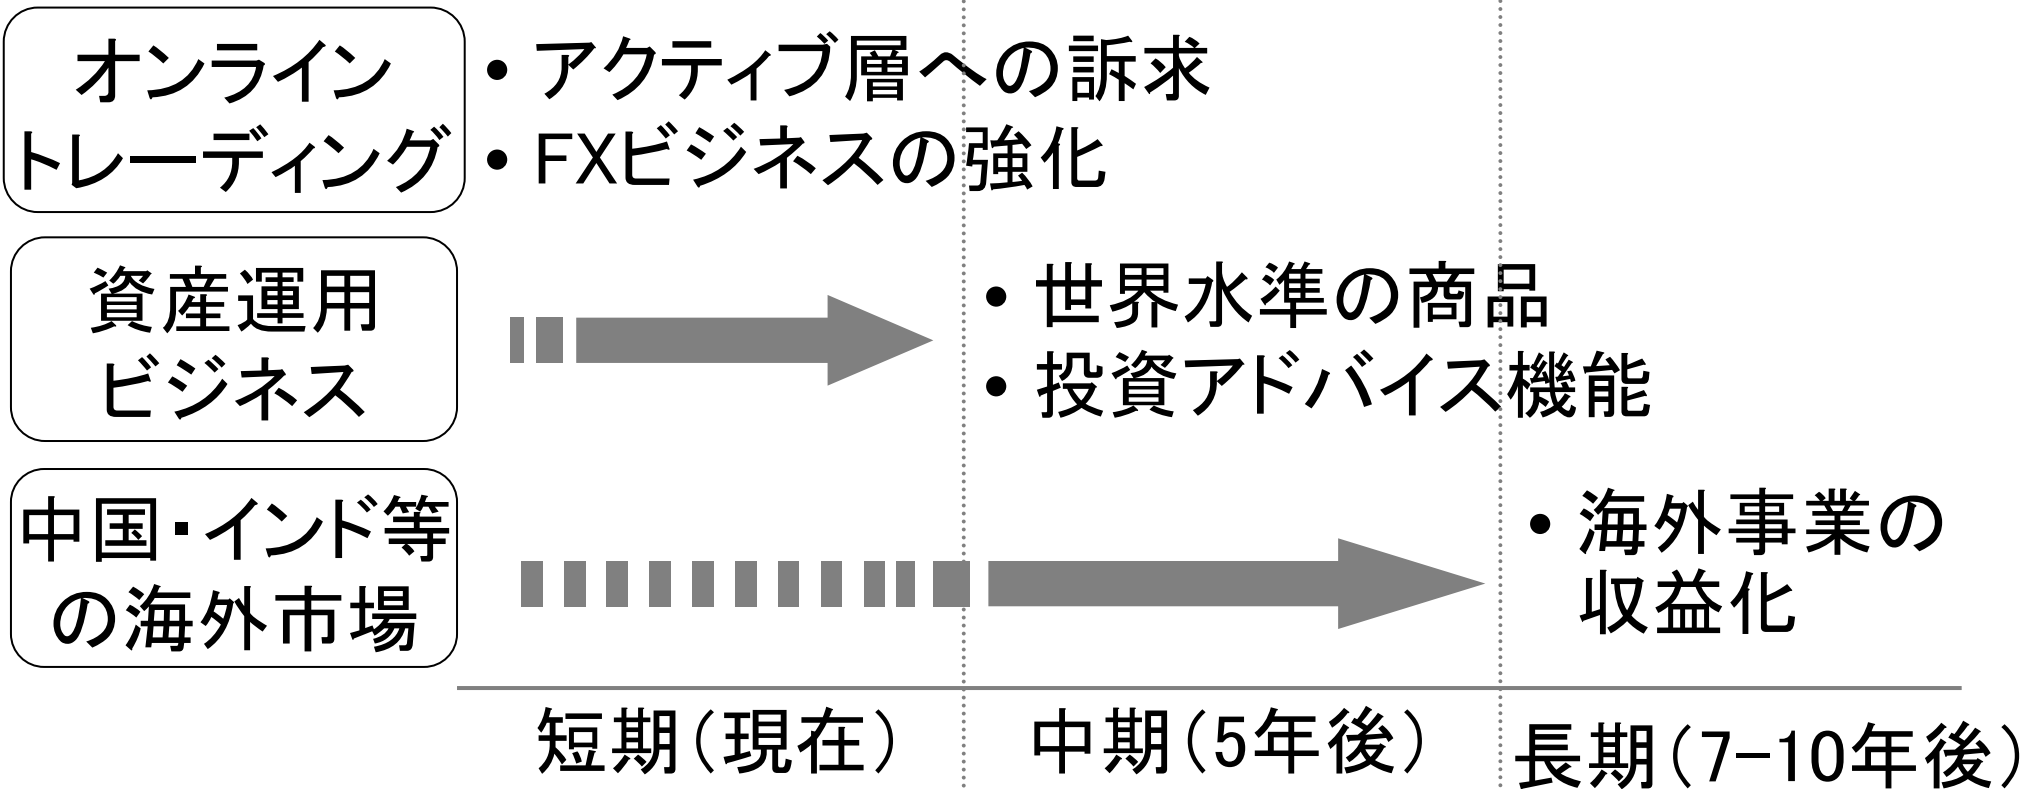 オンライン
トレーディング
• アクティブ層への訴求
• FXビジネスの強化
資産運用
ビジネス
• 世界水準の商品
• 投資アドバイス機能
中国・インド等
の海外市場
• 海外事業の
収益化
短期(現在)
中期(5年後)
長期(7-10年後)